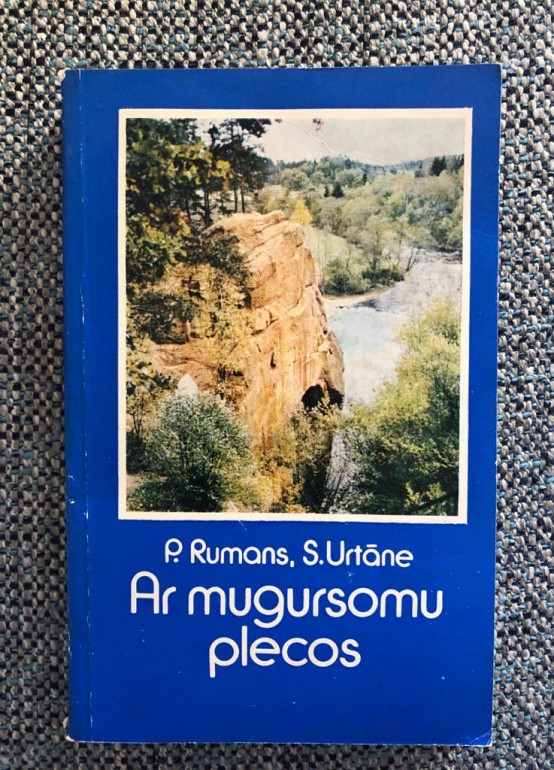 P. Rumans, S. Urtāne
Ar mugursomu
plecos